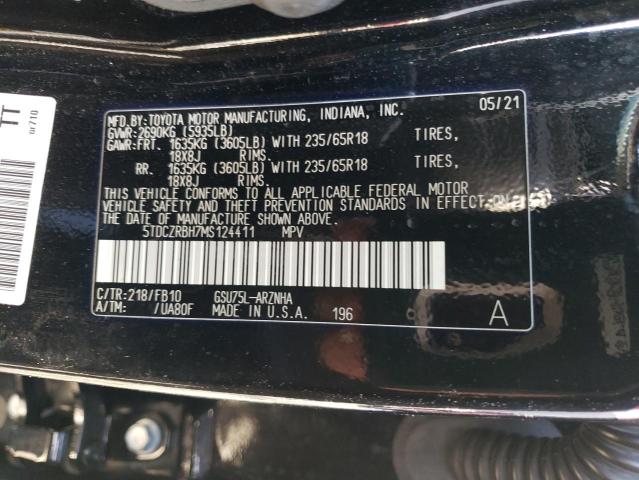 MFD.BY:TOYOTA MOTOR MANUFACTURING, INDIANA, INC. 05/21
GVWR:2690KG (5935LB)
GAWR:FRT. 1635KG (3605LB) WITH 235/65R18 TIRES,
18X8J RIMS.
RR. 1635KG (3605LB) WITH 235/65R18 TIRES,
18X8J RIMS.
THIS VEHICLE CONFORMS TO ALL APPLICABLE FEDERAL MOTOR
VEHICLE SAFETY AND THEFT PREVENTION STANDARDS IN EFFECT ON
THE DATE OF MANUFACTURE SHOWN ABOVE.
5TDCZRBH7MS124411 MPV
C/TR:218/FB10 GSU75L-ARZNHA
A/TM: /UA80F MADE IN U.S.A. 196 A
TT